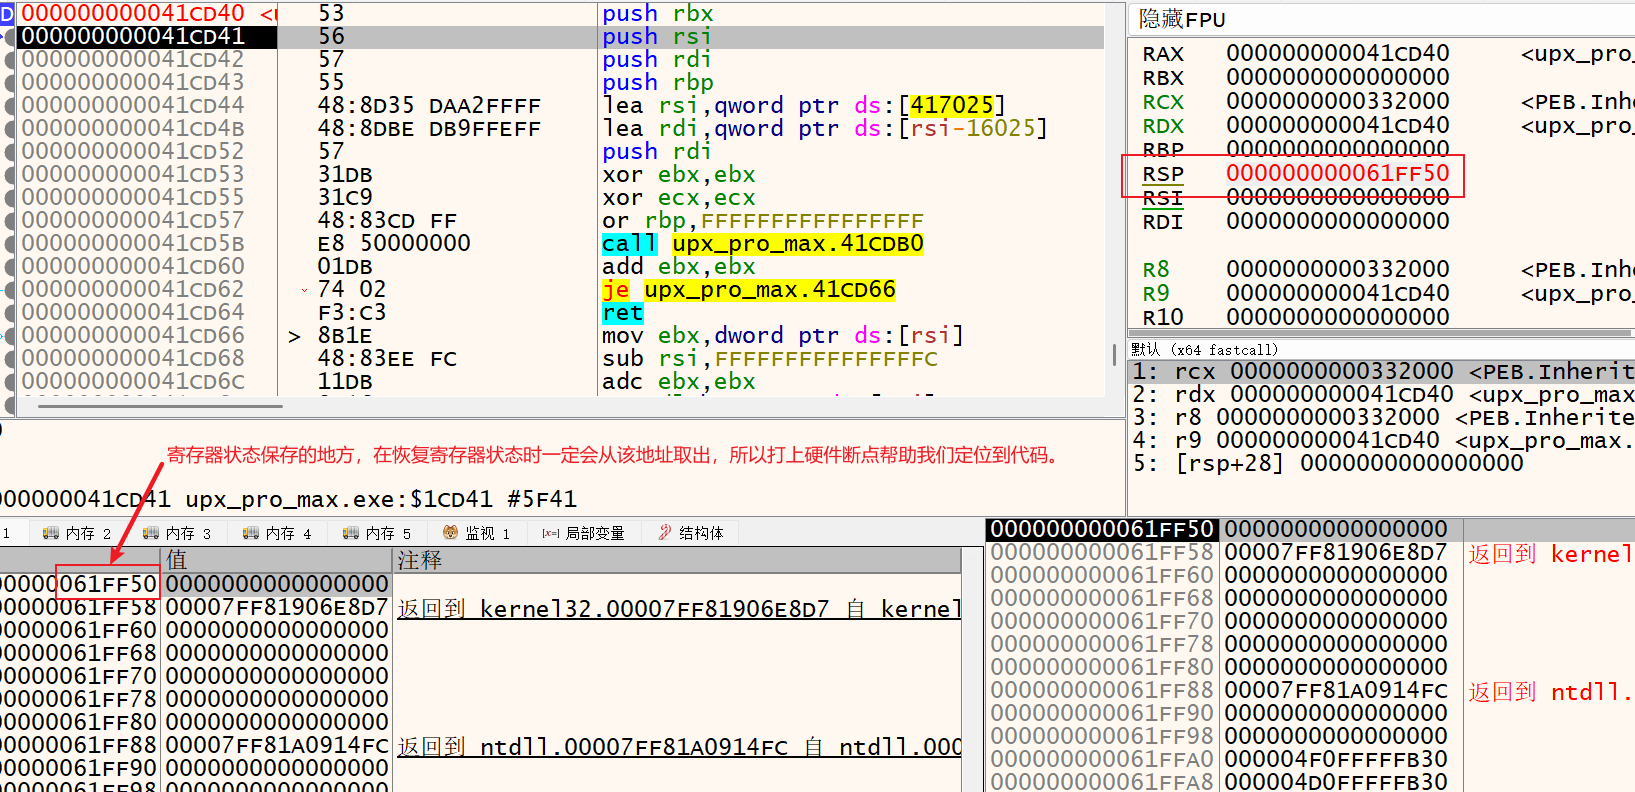 000000000041CD40 <u 53 push rbx
000000000041CD41 56 push rsi
000000000041CD42 57 push rdi
000000000041CD43 55 push rbp
000000000041CD44 48:8D35 DAA2FFFF lea rsi,qword ptr ds:[417025]
000000000041CD4B 48:8DBE DB9FFEFF lea rdi,qword ptr ds:[rsi-16025]
000000000041CD52 57 push rdi
000000000041CD53 31DB xor ebx,ebx
000000000041CD55 31C9 xor ecx,ecx
000000000041CD57 48:83CD FF or rbp,FFFFFFFFFFFFFFFF
000000000041CD5B E8 50000000 call upx_pro_max.41CDB0
000000000041CD60 01DB add ebx,ebx
000000000041CD62 74 02 je upx_pro_max.41CD66
000000000041CD64 F3:C3 ret
000000000041CD66 > 8B1E mov ebx,dword ptr ds:[rsi]
000000000041CD68 48:83EE FC sub rsi,FFFFFFFFFFFFFFFC
000000000041CD6C 11DB adc ebx,ebx
隐藏FPU
RAX 000000000041CD40 <upx_pro_
RBX 0000000000000000
RCX 0000000000332000 <PEB.Inhe
RDX 000000000041CD40 <upx_pro_
RBP 0000000000000000
RSP 000000000061FF50
RSI 0000000000000000
RDI 0000000000000000
R8 0000000000332000 <PEB.Inhe
R9 000000000041CD40 <upx_pro_
R10 0000000000000000
默认 (x64 fastcall)
1: rcx 0000000000332000 <PEB.Inherit
2: rdx 000000000041CD40 <upx_pro_max
3: r8 0000000000332000 <PEB.Inherite
4: r9 000000000041CD40 <upx_pro_max.
5: [rsp+28] 0000000000000000
寄存器状态保存的地方，在恢复寄存器状态时一定会从该地址取出，所以打上硬件断点帮助我们定位到代码。
000000041CD41 upx_pro_max.exe:$1CD41 #5F41
1 内存 2 内存 3 内存 4 内存 5 监视 1 [x=] 局部变量 结构体
值 注释
00000061FF50 0000000000000000
00000061FF58 00007FF81906E8D7 返回到 kernel32.00007FF81906E8D7 自 kernel
00000061FF60 0000000000000000
00000061FF68 0000000000000000
00000061FF70 0000000000000000
00000061FF78 0000000000000000
00000061FF80 0000000000000000
00000061FF88 00007FF81A0914FC 返回到 ntdll.00007FF81A0914FC 自 ntdll.000
00000061FF90 0000000000000000
00000061FF98 0000000000000000
000000000061FF50 0000000000000000
000000000061FF58 00007FF81906E8D7 返回到 kernel
000000000061FF60 0000000000000000
000000000061FF68 0000000000000000
000000000061FF70 0000000000000000
000000000061FF78 0000000000000000
000000000061FF80 0000000000000000
000000000061FF88 00007FF81A0914FC 返回到 ntdll.
000000000061FF90 0000000000000000
000000000061FF98 0000000000000000
000000000061FFA0 000004F0FFFFFB30
000000000061FFA8 000004D0FFFFFB30